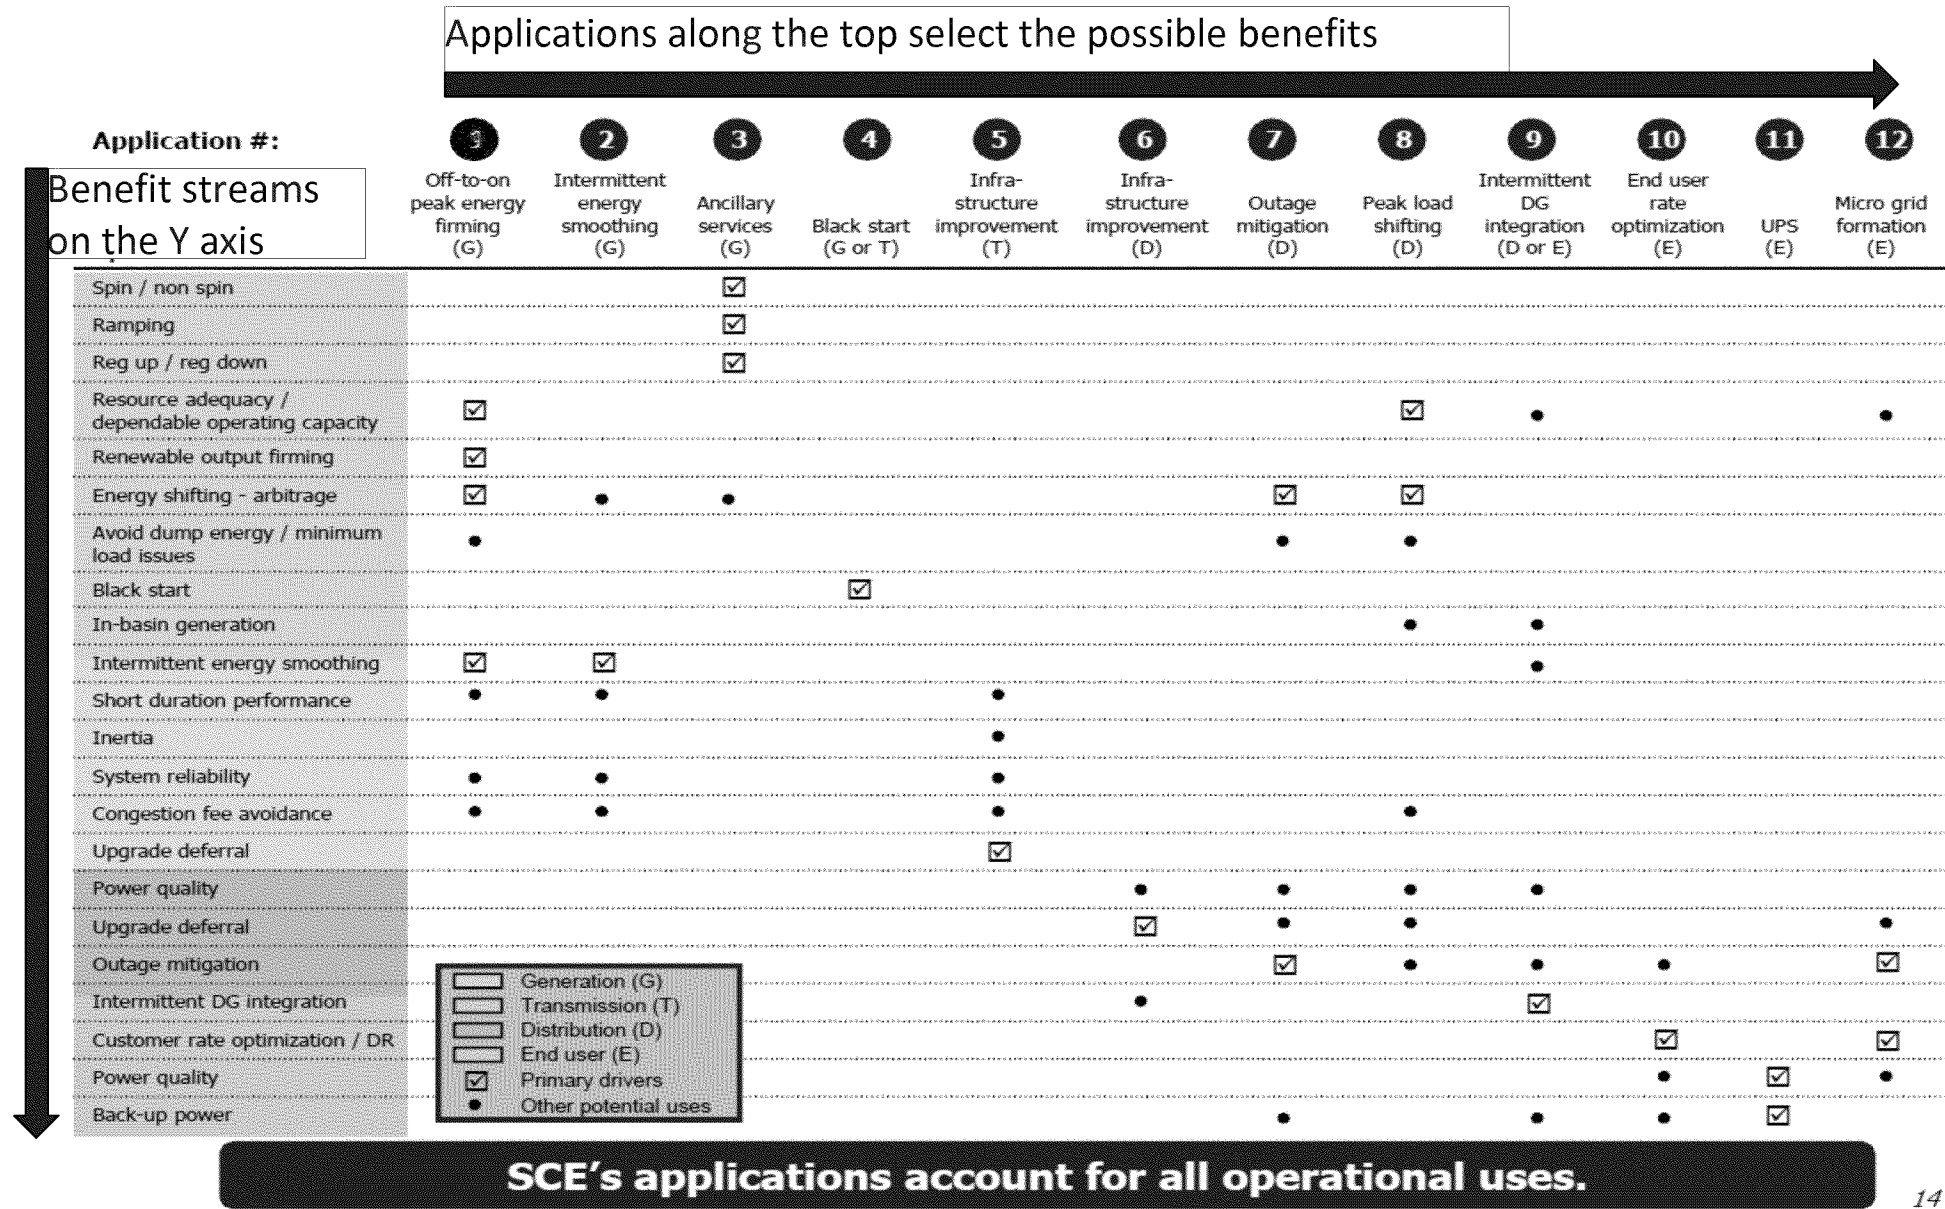 Applications along the top select the possible benefits
Application #:
1 2 3 4 5 6 7 8 9 10 11 12
Benefit streams
on the Y axis
Off-to-on
peak energy
firming
(G)
Intermittent
energy
smoothing
(G)
Ancillary
services
(G)
Black start
(G or T)
Infra-
structure
improvement
(T)
Infra-
structure
improvement
(D)
Outage
mitigation
(D)
Peak load
shifting
(D)
Intermittent
DG
integration
(D or E)
End user
rate
optimization
(E)
UPS
(E)
Micro grid
formation
(E)
Spin / non spin
Ramping
Reg up / reg down
Resource adequacy /
dependable operating capacity
Renewable output firming
Energy shifting - arbitrage
Avoid dump energy / minimum
load issues
Black start
In-basin generation
Intermittent energy smoothing
Short duration performance
Inertia
System reliability
Congestion fee avoidance
Upgrade deferral
Power quality
Upgrade deferral
Outage mitigation
Intermittent DG integration
Customer rate optimization / DR
Power quality
Back-up power
Generation (G)
Transmission (T)
Distribution (D)
End user (E)
Primary drivers
Other potential uses
SCE's applications account for all operational uses.
14